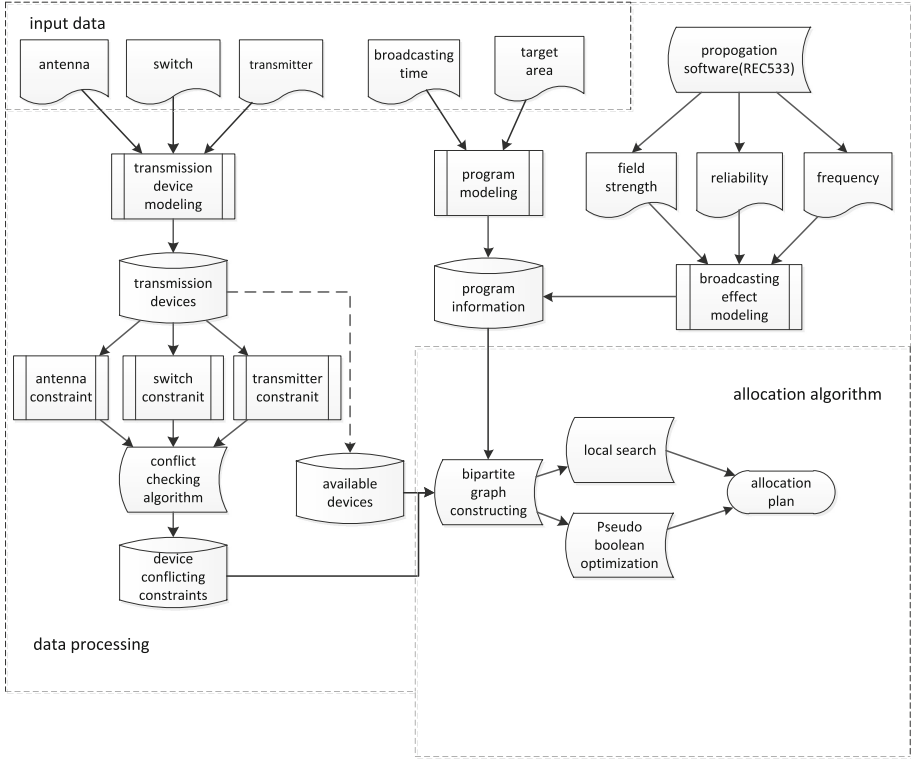 input data
antenna
switch
transmitter
broadcasting
time
target
area
propogation
software(REC533)
transmission
device
modeling
program
modeling
field
strength
reliability
frequency
transmission
devices
program
information
broadcasting
effect
modeling
antenna
constraint
switch
constranit
transmitter
constranit
allocation algorithm
conflict
checking
algorithm
available
devices
bipartite
graph
constructing
local search
allocation
plan
Pseudo
boolean
optimization
device
conflicting
constraints
data processing